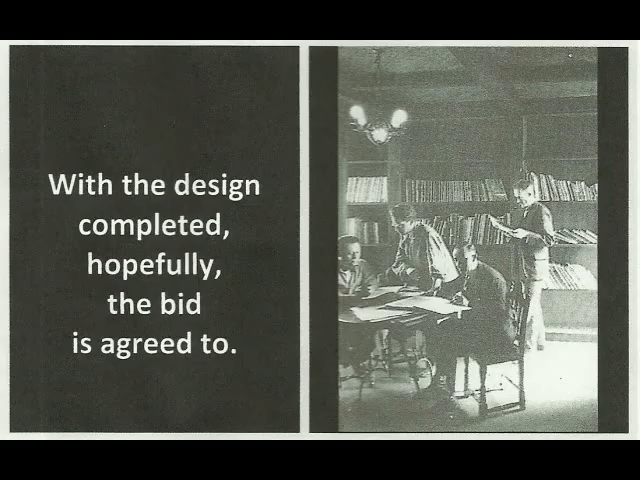 With the design
completed,
hopefully,
the bid
is agreed to.